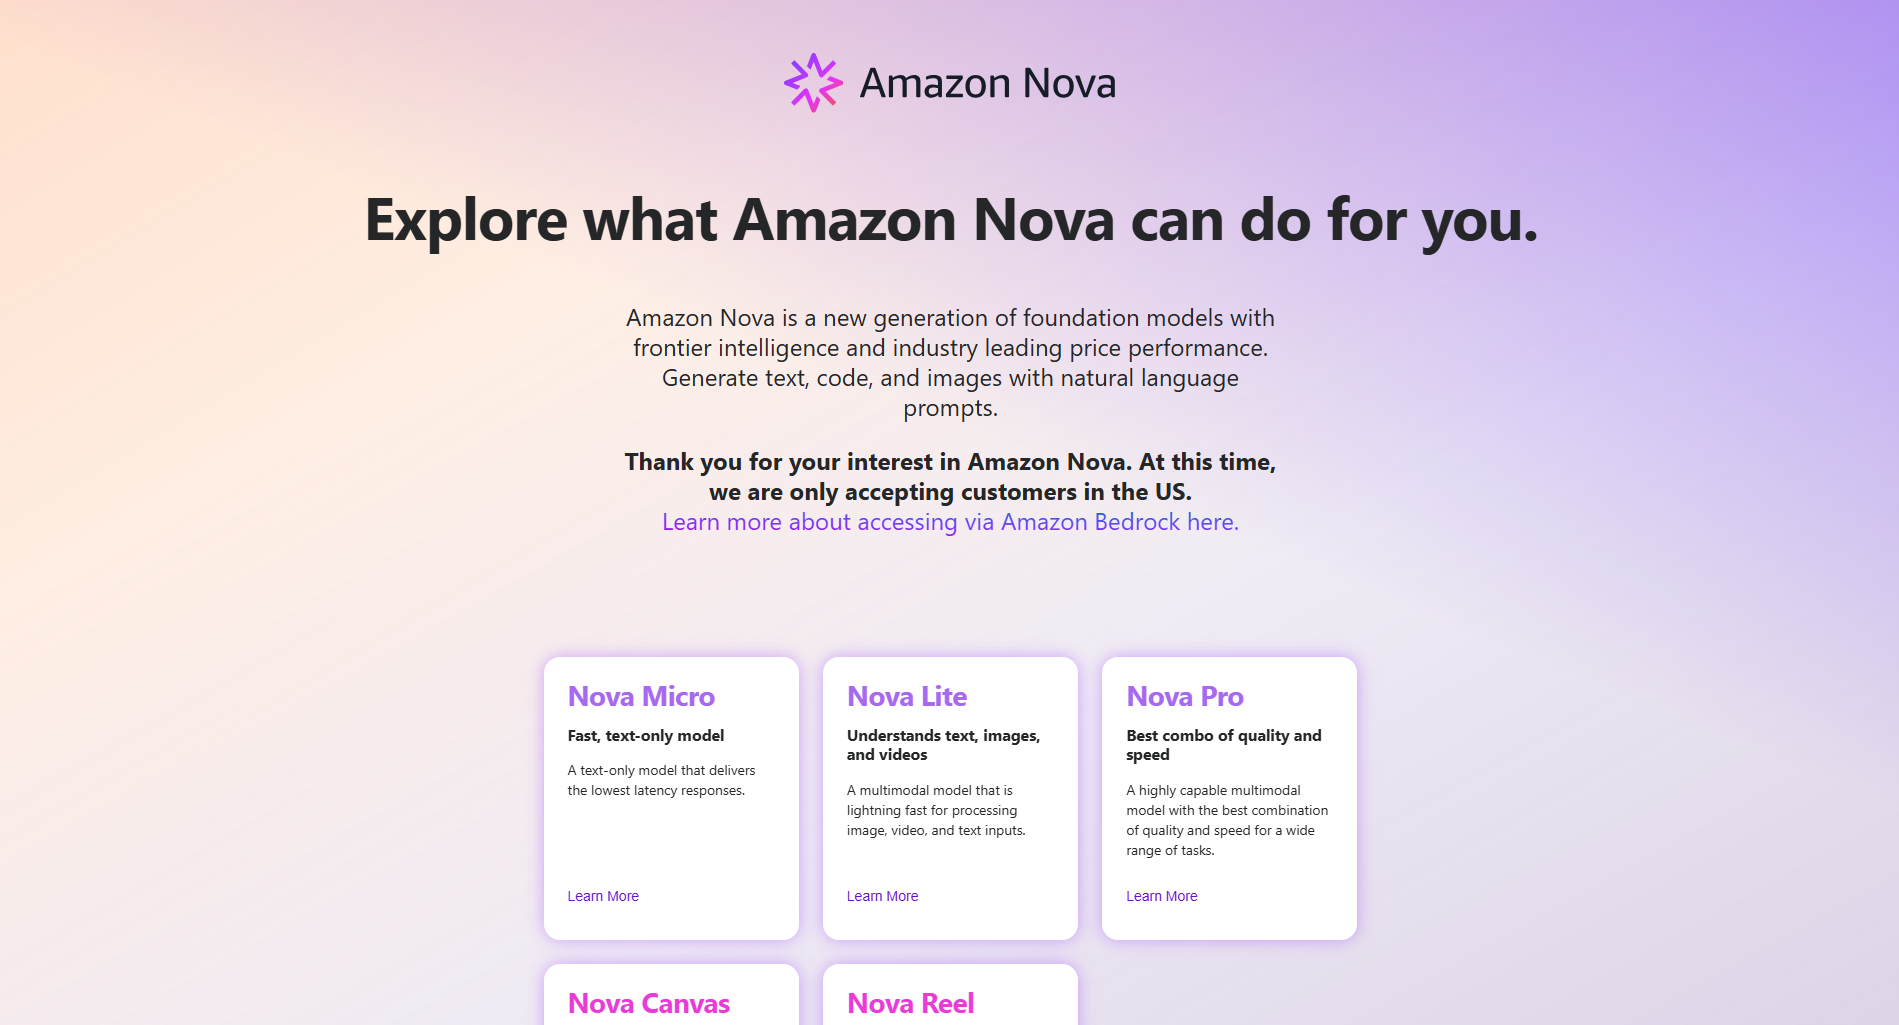 Amazon Nova
Explore what Amazon Nova can do for you.
Amazon Nova is a new generation of foundation models with
frontier intelligence and industry leading price performance.
Generate text, code, and images with natural language
prompts.
Thank you for your interest in Amazon Nova. At this time,
we are only accepting customers in the US.
Learn more about accessing via Amazon Bedrock here.
Nova Micro
Fast, text-only model
A text-only model that delivers
the lowest latency responses.
Learn More
Nova Lite
Understands text, images,
and videos
A multimodal model that is
lightning fast for processing
image, video, and text inputs.
Learn More
Nova Pro
Best combo of quality and
speed
A highly capable multimodal
model with the best combination
of quality and speed for a wide
range of tasks.
Learn More
Nova Canvas
Nova Reel